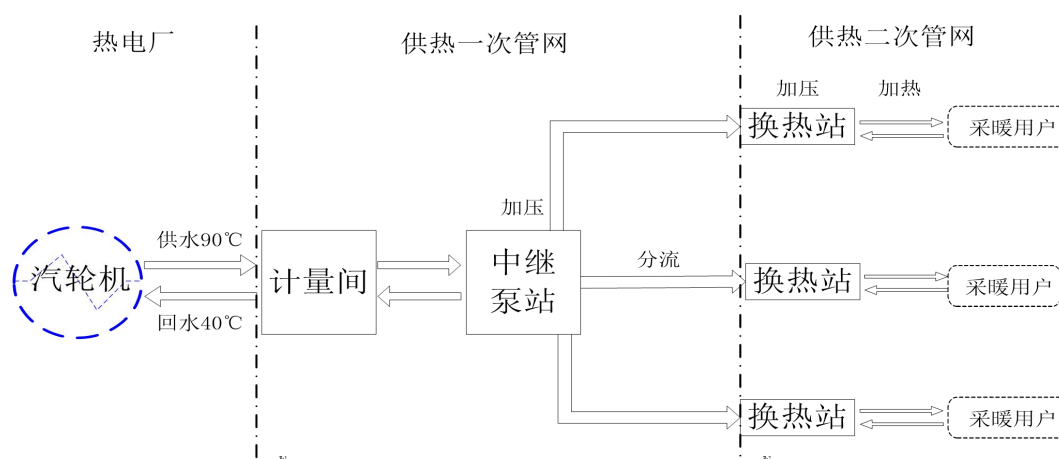 热电厂
供热一次管网
供热二次管网
加压
加热
换热站
采暖用户
加压
供水90℃
汽轮机
计量间
中继
泵站
分流
换热站
采暖用户
回水40℃
换热站
采暖用户